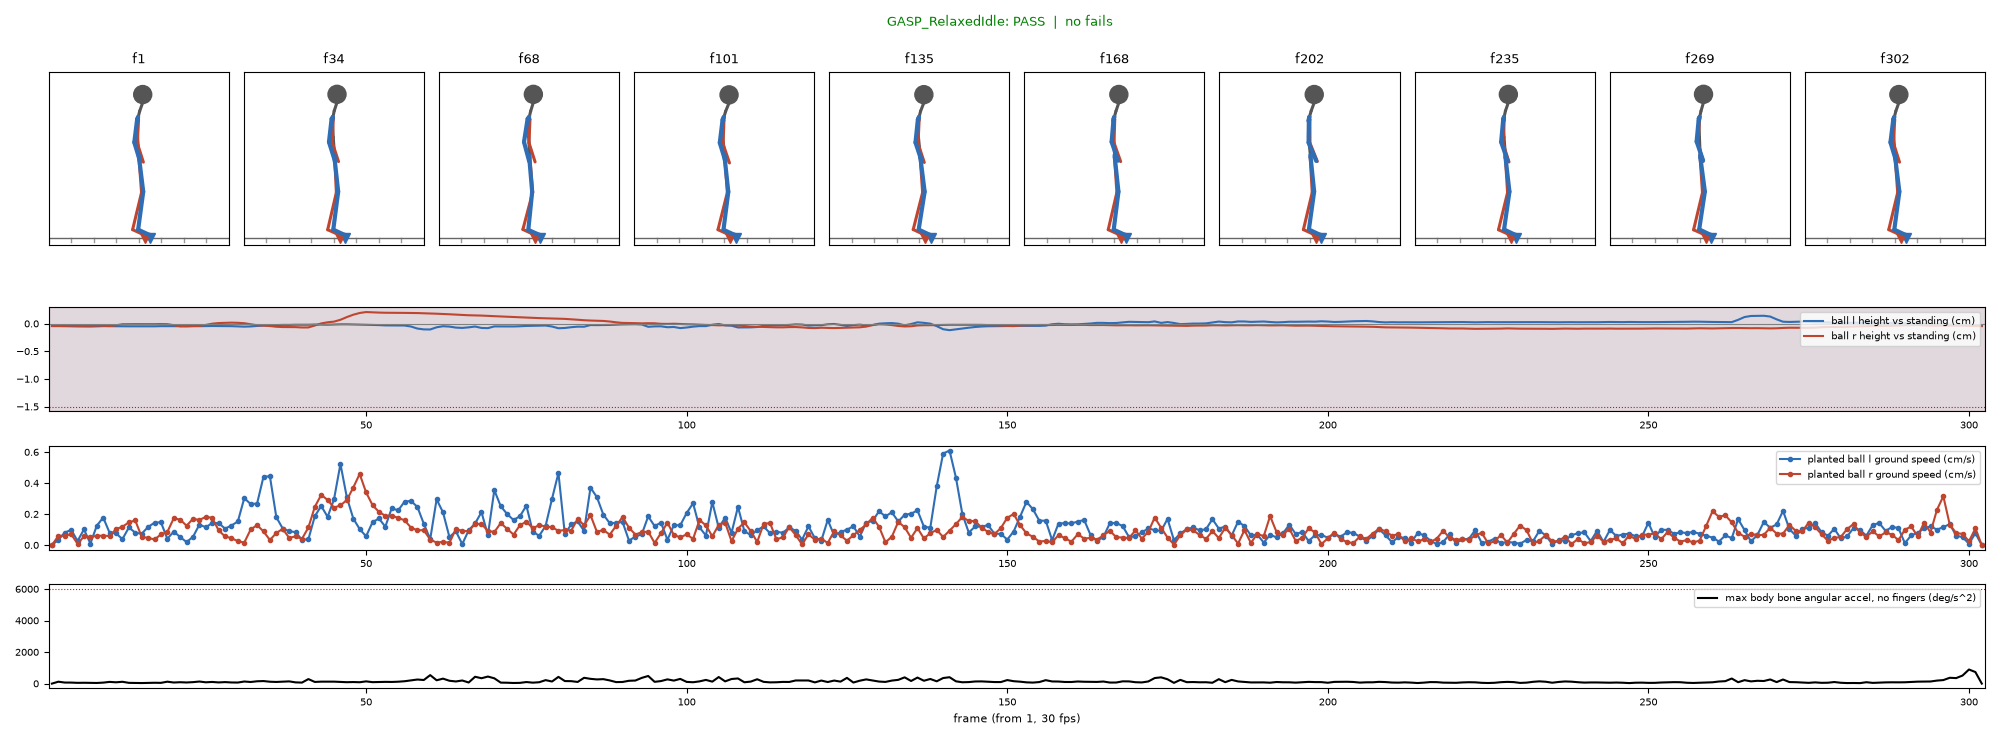 GASP_RelaxedIdle: PASS | no fails
f1 f34 f68 f101 f135 f168 f202 f235 f269 f302
0.0
−0.5
−1.0
−1.5
ball l height vs standing (cm)
ball r height vs standing (cm)
50 100 150 200 250 300
0.6
0.4
0.2
0.0
planted ball l ground speed (cm/s)
planted ball r ground speed (cm/s)
50 100 150 200 250 300
6000
4000
2000
0
max body bone angular accel, no fingers (deg/s^2)
50 100 150 200 250 300
frame (from 1, 30 fps)